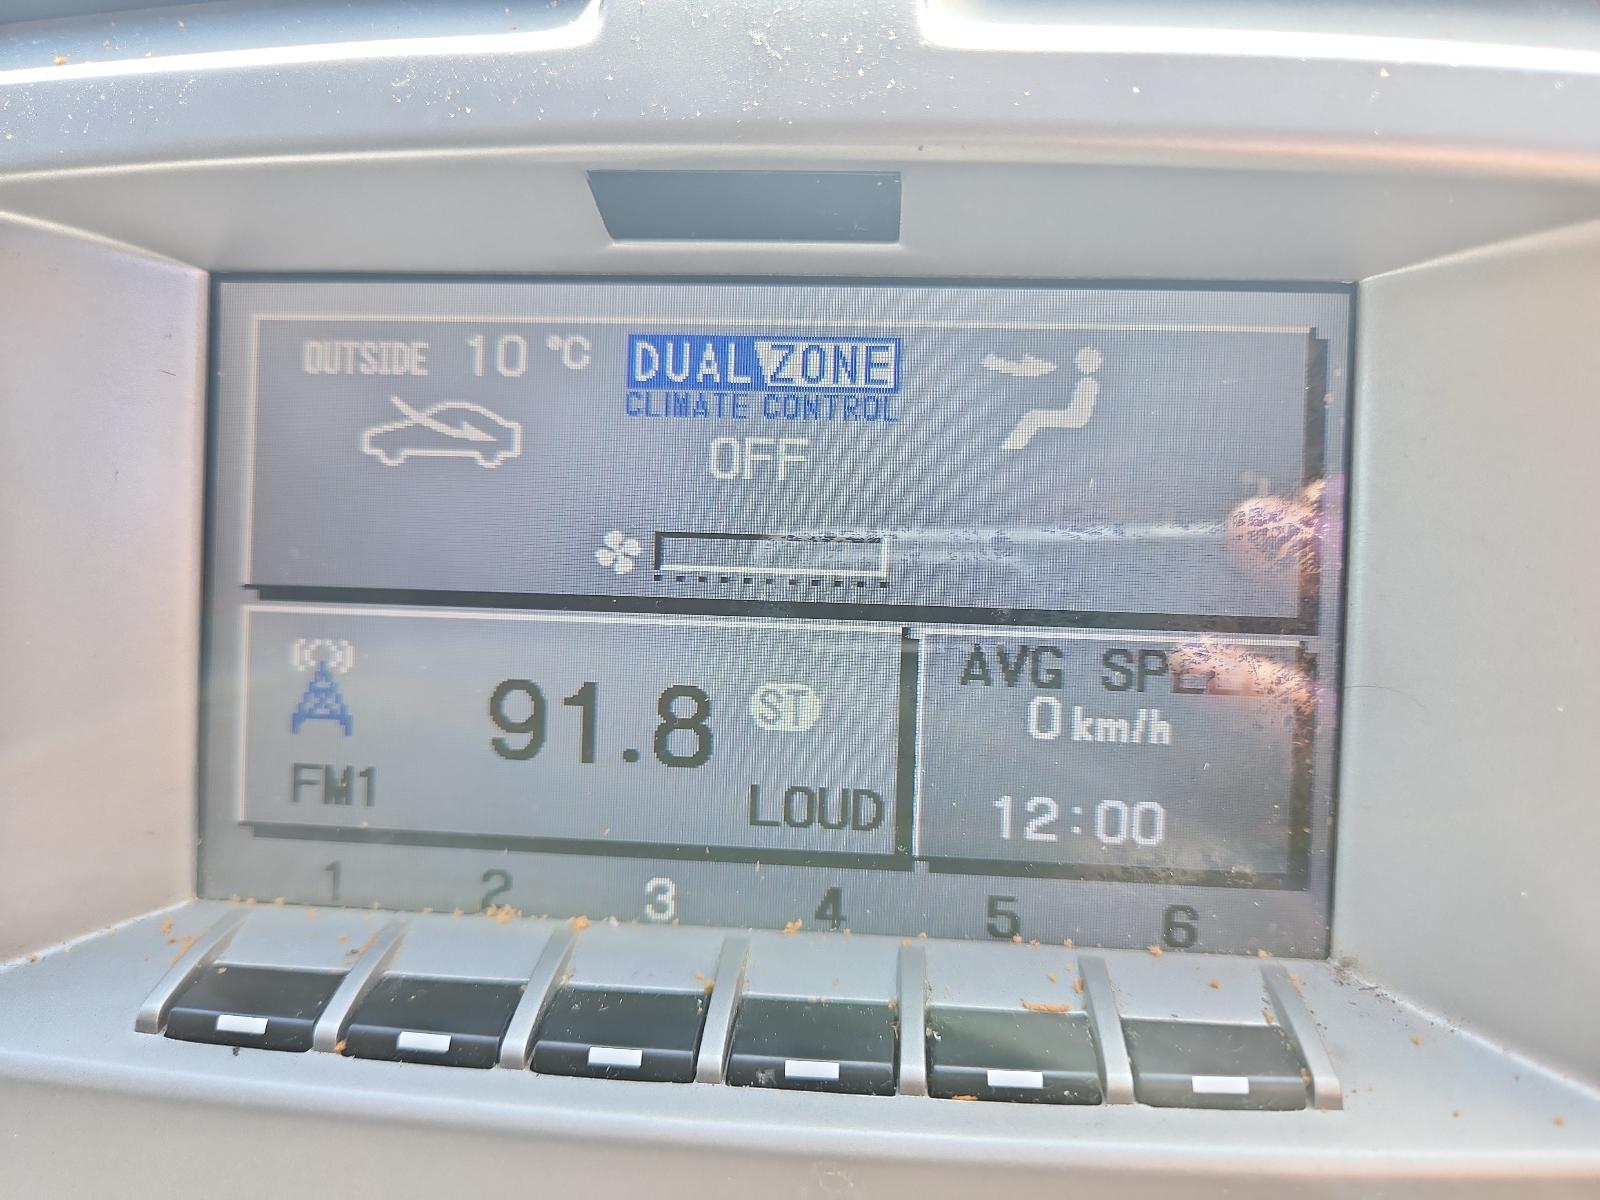 OUTSIDE 10 °C
DUAL ZONE
CLIMATE CONTROL
OFF
AVG SPEED
0 km/h
91.8 ST
FM1
LOUD
12:00
1 2 3 4 5 6